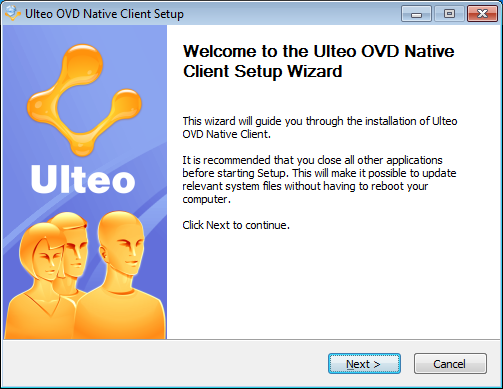 Ulteo OVD Native Client Setup
Welcome to the Ulteo OVD Native
Client Setup Wizard
This wizard will guide you through the installation of Ulteo
OVD Native Client.
It is recommended that you close all other applications
before starting Setup. This will make it possible to update
relevant system files without having to reboot your
computer.
Click Next to continue.
Ulteo
Next >
Cancel